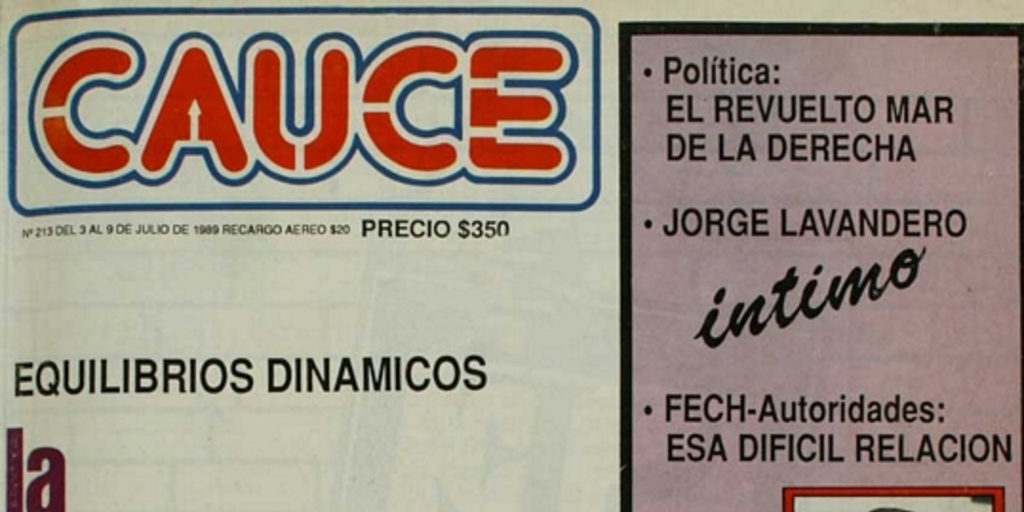 CAUCE
Nº 213 DEL 3 AL 9 DE JULIO DE 1989 RECARGO AEREO $20 PRECIO $350
EQUILIBRIOS DINAMICOS
a
• Política:
EL REVUELTO MAR
DE LA DERECHA
• JORGE LAVANDERO
intimo
• FECH-Autoridades:
ESA DIFICIL RELACION